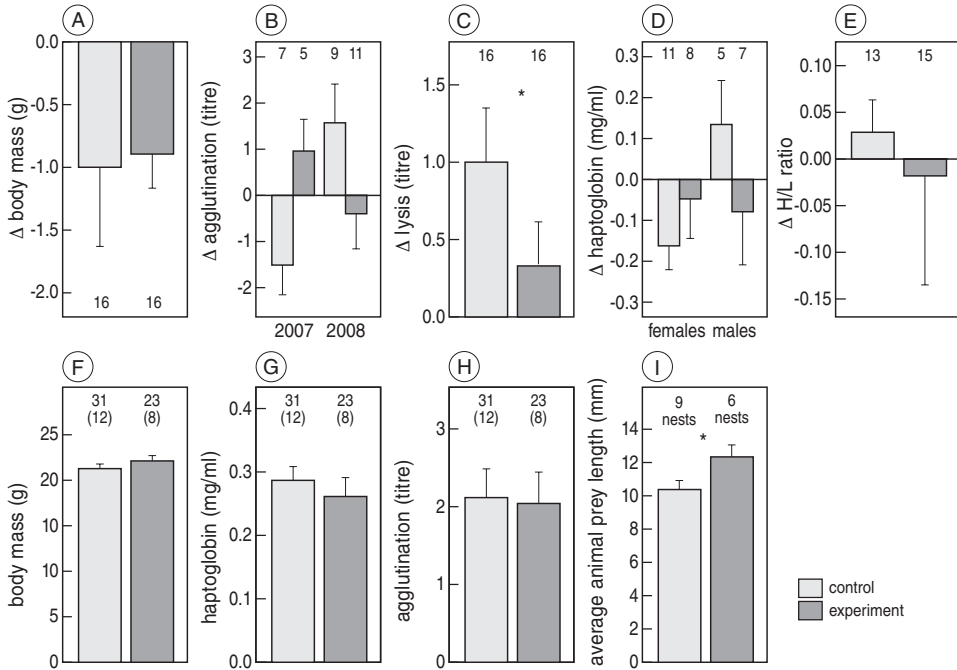 A
Δ body mass (g)
0.0
-0.5
-1.0
-1.5
-2.0
16 16
B
Δ agglutination (titre)
3
2
1
0
-1
-2
7 5 9 11
2007 2008
C
Δ lysis (titre)
1.5
1.0
0.5
0.0
16 16
*
D
Δ haptoglobin (mg/ml)
0.3
0.2
0.1
0.0
-0.1
-0.2
-0.3
11 8 5 7
females males
E
Δ H/L ratio
0.10
0.05
0.00
-0.05
-0.10
-0.15
13 15
F
body mass (g)
25
20
20
10
5
0
31 23
(12) (8)
G
haptoglobin (mg/ml)
0.4
0.3
0.2
0.1
0.0
31 23
(12) (8)
H
agglutination (titre)
3
2
1
0
31 23
(12) (8)
I
average animal prey length (mm)
14
12
10
8
6
4
2
0
9 6
nests nests
*
control
experiment